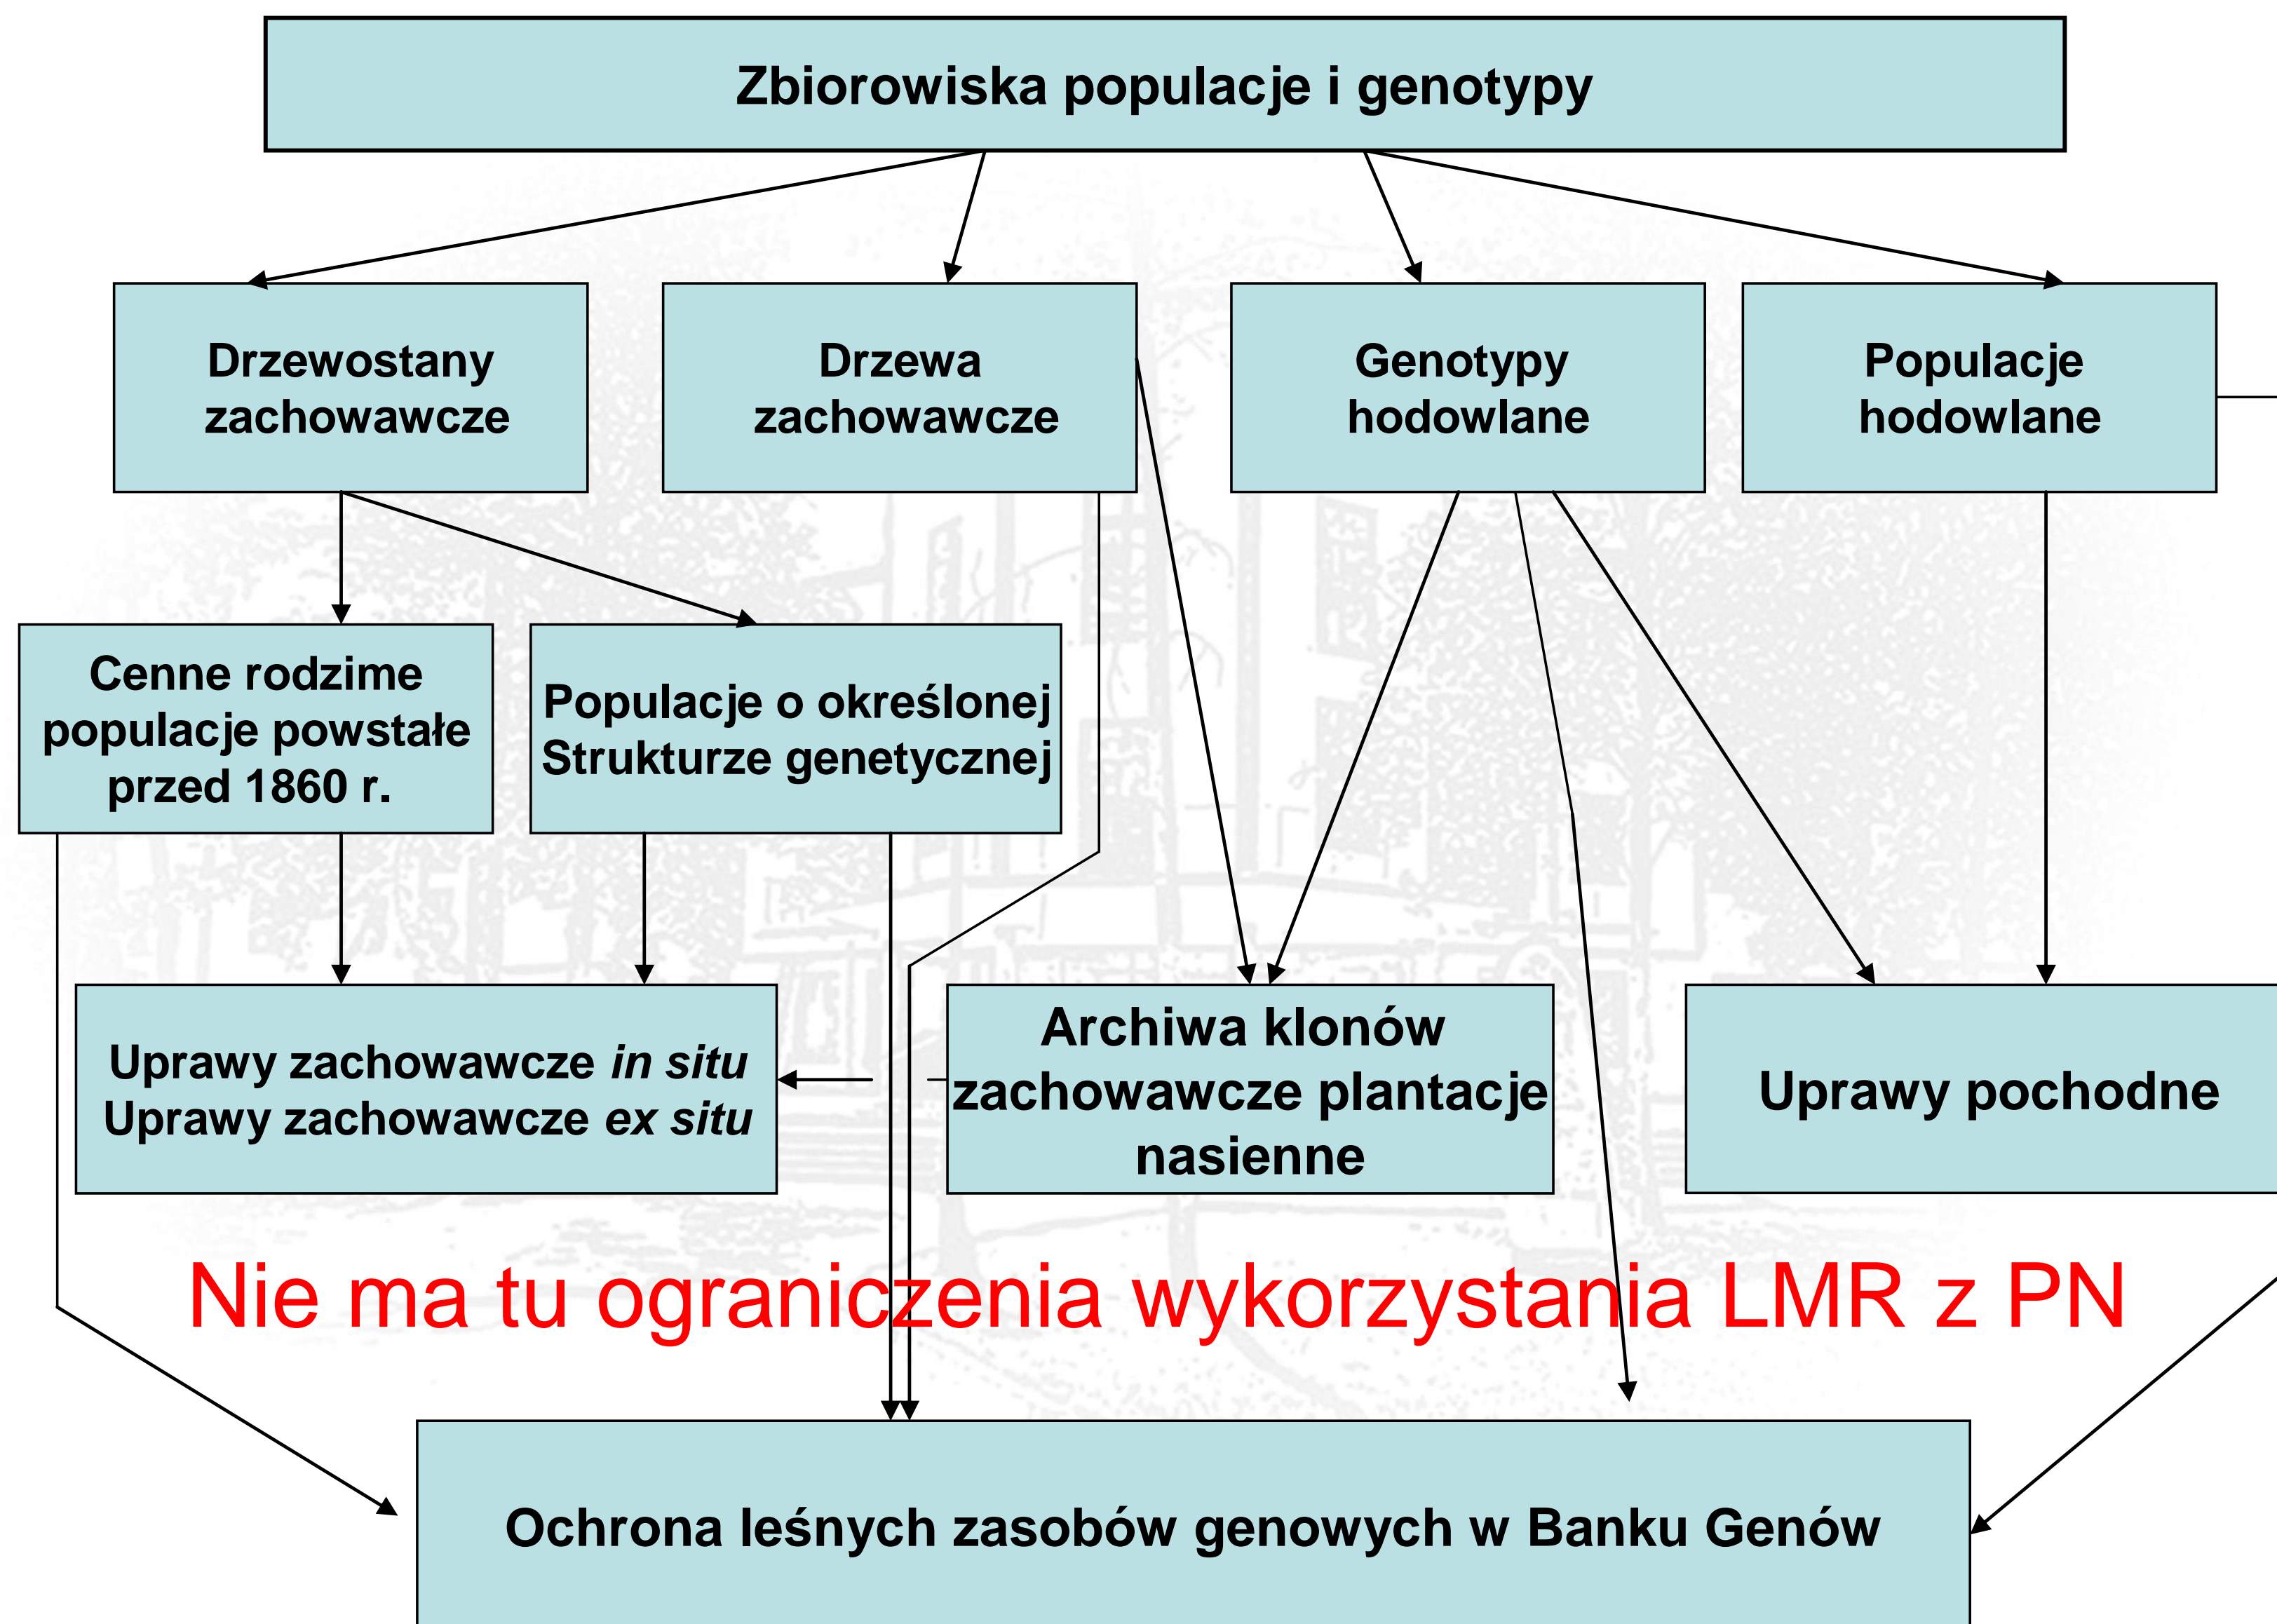 Zbiorowiska populacje i genotypy
Drzewostany
zachowawcze
Drzewa
zachowawcze
Genotypy
hodowlane
Populacje
hodowlane
Cenne rodzime
populacje powstałe
przed 1860 r.
Populacje o określonej
Strukturze genetycznej
Uprawy zachowawcze in situ
Uprawy zachowawcze ex situ
Archiwa klonów
zachowawcze plantacje
nasienne
Uprawy pochodne
Nie ma tu ograniczenia wykorzystania LMR z PN
Ochrona leśnych zasobów genowych w Banku Genów